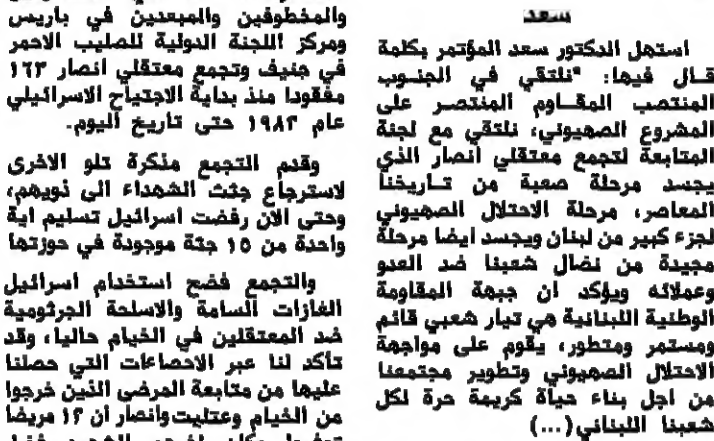 سعد
استهل الدكتور سعد المؤتمر بكلمة
قال فيها: "نلتقي في الجنوب
المنتصب المقاوم المنتصر على
المشروع الصهيوني، نلتقي مع لجنة
المتابعة لتجمع معتقلي انصار الذي
يجسد مرحلة صعبة من تاريخنا
المعاصر، مرحلة الاحتلال الصهيوني
لجزء كبير من لبنان ويجسد ايضا مرحلة
مجيدة من نضال شعبنا ضد العدو
وعملائه ويؤكد ان جبهة المقاومة
الوطنية اللبنانية هي تيار شعبي قائم
ومستمر ومتطور، يقوم على مواجهة
الاحتلال الصهيوني وتطوير مجتمعنا
من اجل بناء حياة كريمة حرة لكل
شعبنا اللبناني(...)
والمخطوفين والمبعدين في باريس
ومركز اللجنة الدولية للصليب الاحمر
في جنيف وتجمع معتقلي انصار ١٦٣
مفقودا منذ بداية الاجتياح الاسرائيلي
عام ١٩٨٢ حتى تاريخ اليوم.
وقدم التجمع مذكرة تلو الاخرى
لاسترجاع جثث الشهداء الى ذويهم،
وحتى الان رفضت اسرائيل تسليم اية
واحدة من ١٥ جثة موجودة في حوزتها
والتجمع فضح استخدام اسرائيل
الغازات السامة والاسلحة الجرثومية
ضد المعتقلين في الخيام حاليا، وقد
تأكد لنا عبر الاحصاءات التي حصلنا
عليها من متابعة المرضى الذين خرجوا
من الخيام وعتليت وانصار ان ١٢ مريضا